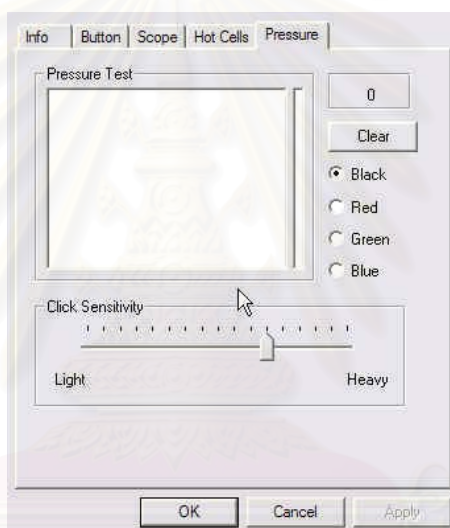 Info Button Scope Hot Cells Pressure
Pressure Test
0
Clear
Black
Red
Green
Blue
Click Sensitivity
Light Heavy
OK Cancel Apply